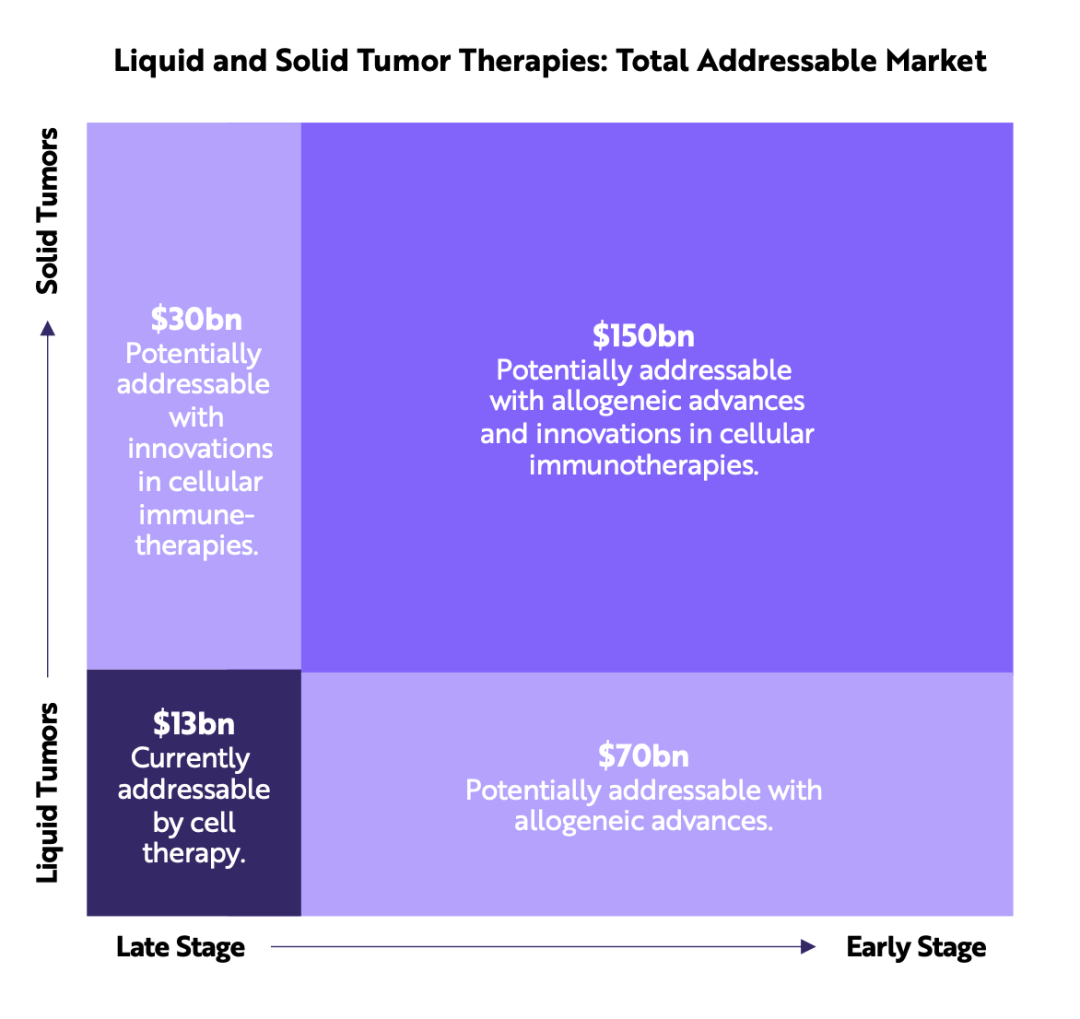 Liquid and Solid Tumor Therapies: Total Addressable Market
Solid Tumors
$30bn
Potentially
addressable
with
innovations
in cellular
immune-
therapies.
$150bn
Potentially addressable
with allogeneic advances
and innovations in cellular
immunotherapies.
Liquid Tumors
$13bn
Currently
addressable
by cell
therapy.
$70bn
Potentially addressable with
allogeneic advances.
Late Stage
Early Stage